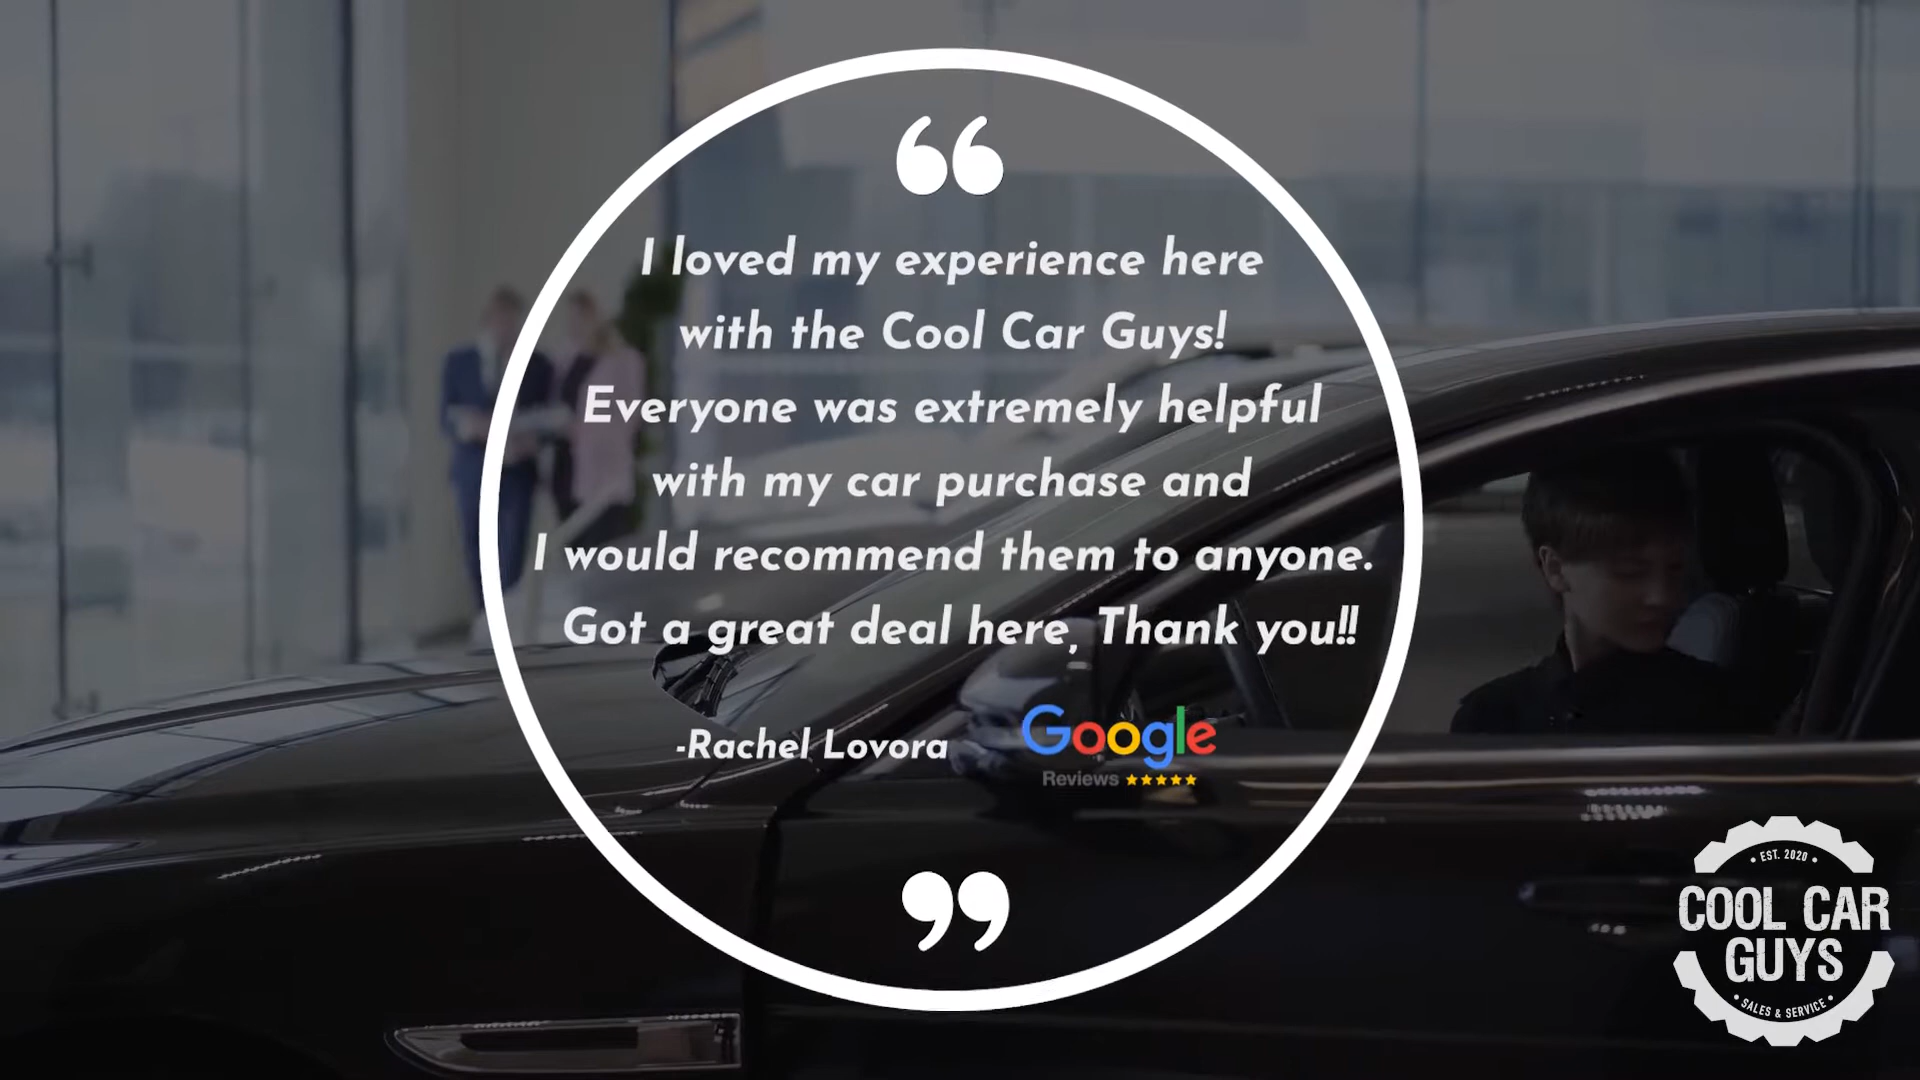 I loved my experience here
with the Cool Car Guys!
Everyone was extremely helpful
with my car purchase and
I would recommend them to anyone.
Got a great deal here, Thank you!!
-Rachel Lovora
Google
Reviews
• EST. 2020 •
COOL CAR
GUYS
• SALES & SERVICE •